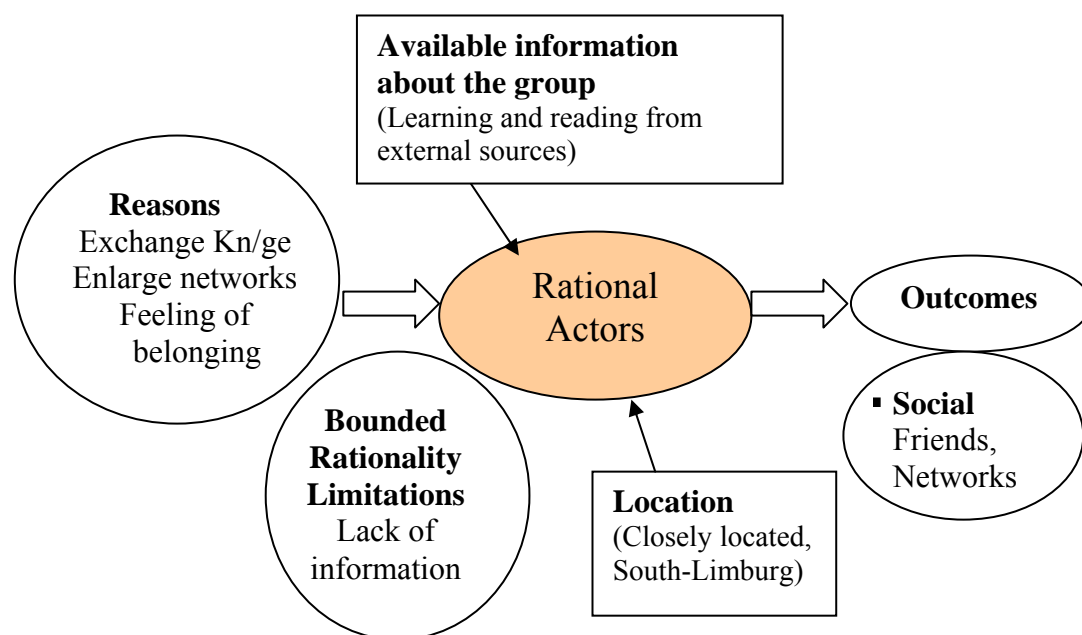 Available information
about the group
(Learning and reading from
external sources)
Reasons
Exchange Kn/ge
Enlarge networks
Feeling of
belonging
Rational
Actors
Outcomes
▪ Social
Friends,
Networks
Bounded
Rationality
Limitations
Lack of
information
Location
(Closely located,
South-Limburg)